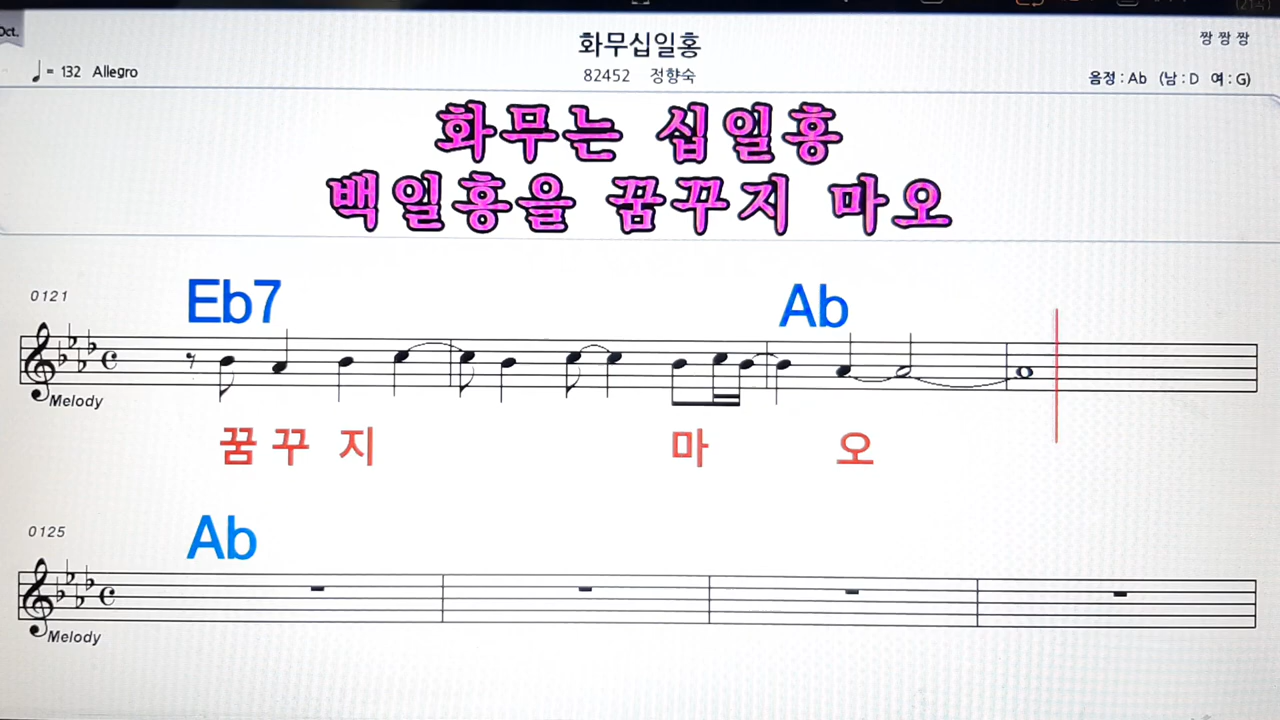 Oct.
화무십일홍
짱 짱 짱
♩= 132 Allegro
82452 정향숙
음정 : Ab (남 : D 여 : G)
화무는 십일홍
백일홍을 꿈꾸지 마오
0121
Eb7 Ab
Melody
꿈 꾸 지 마 오
0125
Ab
Melody